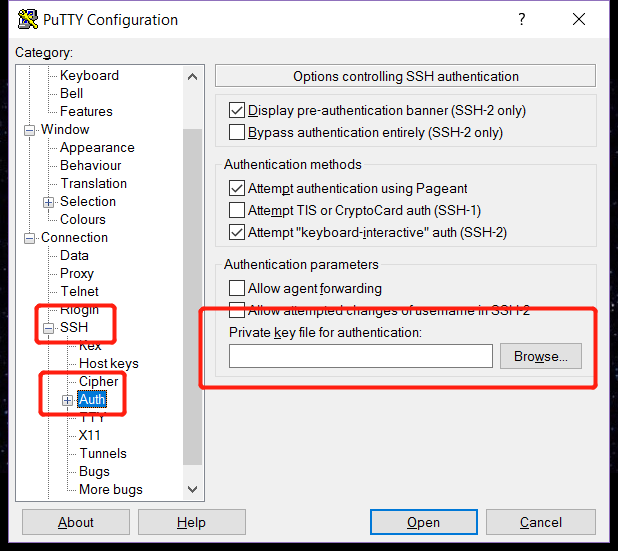 PuTTY Configuration
Category:
Keyboard
Bell
Features
Window
Appearance
Behaviour
Translation
Selection
Colours
Connection
Data
Proxy
Telnet
Rlogin
SSH
Kex
Host keys
Cipher
Auth
TTY
X11
Tunnels
Bugs
More bugs
Options controlling SSH authentication
Display pre-authentication banner (SSH-2 only)
Bypass authentication entirely (SSH-2 only)
Authentication methods
Attempt authentication using Pageant
Attempt TIS or CryptoCard auth (SSH-1)
Attempt "keyboard-interactive" auth (SSH-2)
Authentication parameters
Allow agent forwarding
Allow attempted changes of username in SSH-2
Private key file for authentication:
Browse...
About
Help
Open
Cancel